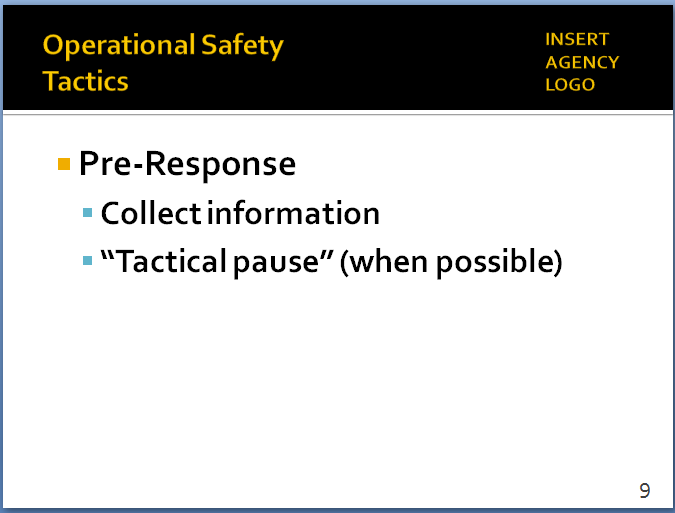 Operational Safety
Tactics
INSERT
AGENCY
LOGO
Pre-Response
Collect information
“Tactical pause” (when possible)
9